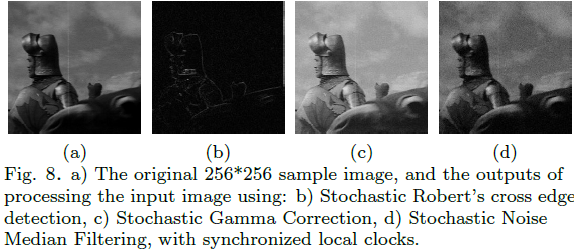 (a) (b) (c) (d)
Fig. 8. a) The original 256*256 sample image, and the outputs of
processing the input image using: b) Stochastic Robert's cross edge
detection, c) Stochastic Gamma Correction, d) Stochastic Noise
Median Filtering, with synchronized local clocks.